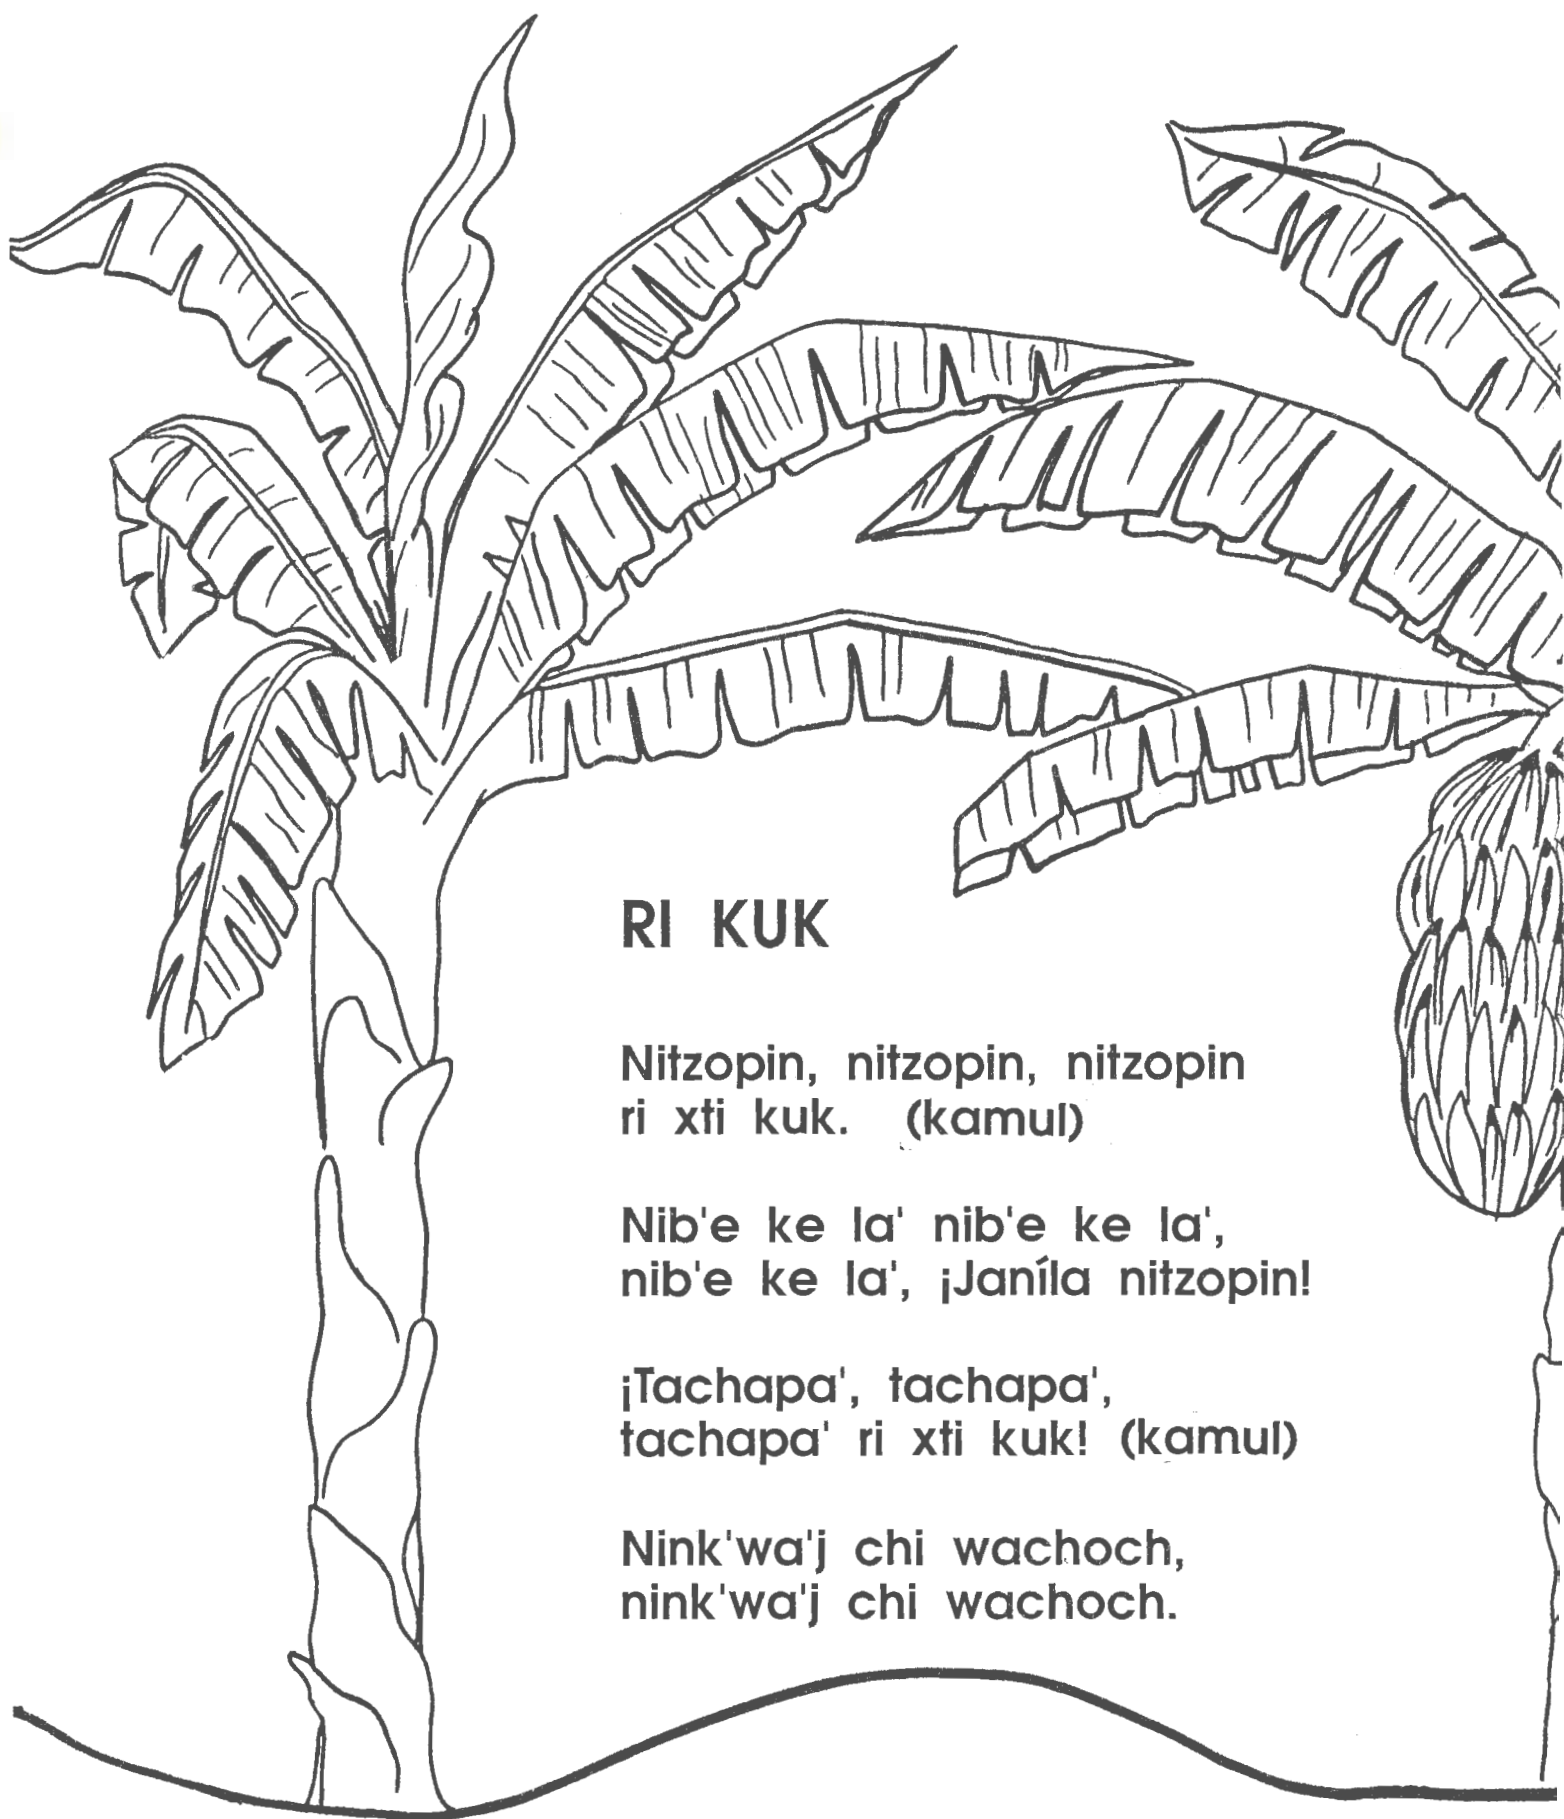 RI KUK
Nitzopin, nitzopin, nitzopin
ri xti kuk. (kamul)
Nib'e ke la' nib'e ke la',
nib'e ke la', ¡Janíla nitzopin!
¡Tachapa', tachapa',
tachapa' ri xti kuk! (kamul)
Nink'wa'j chi wachoch,
nink'wa'j chi wachoch.